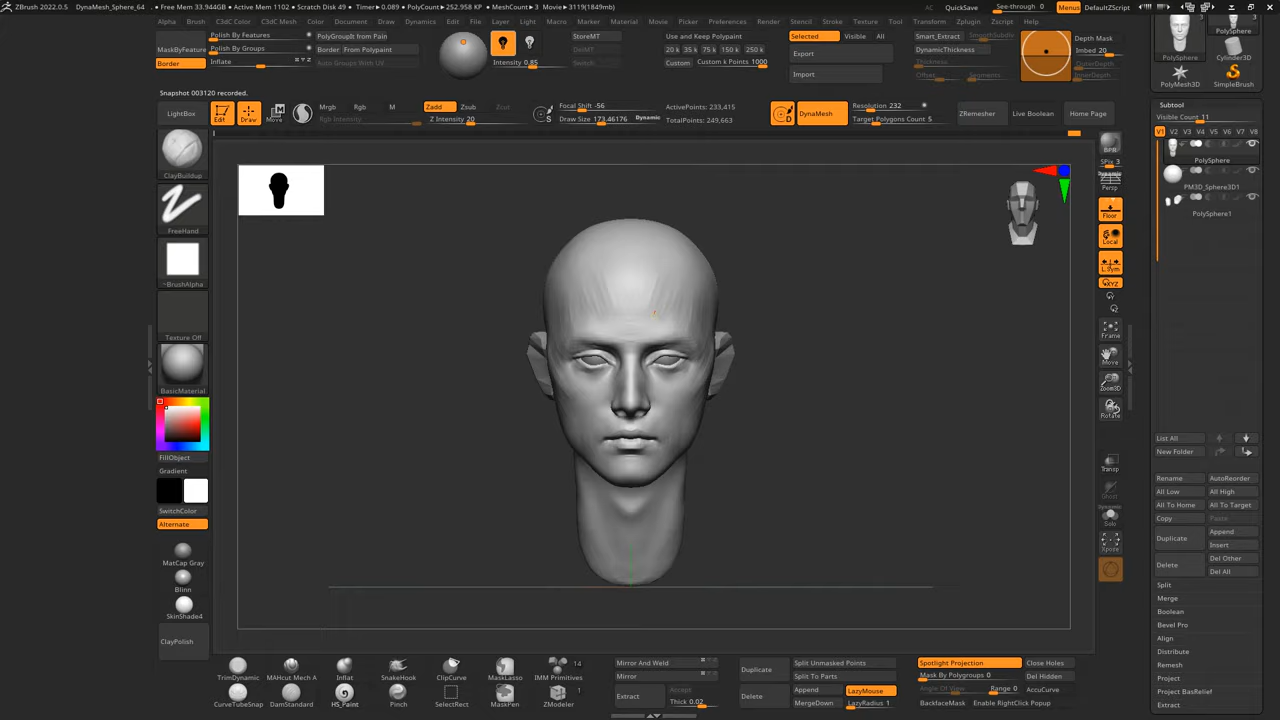 ZBrush 2022.0.5
DynaMesh_Sphere_64
• Free Mem 33.944GB • Active Mem 1102 • Scratch Disk 49 • Timer▸0.089 • PolyCount▸252.958 KP • MeshCount▸3 Movie▸3119(1849mb)
AC
QuickSave
See-through 0
Menus
DefaultZScript
Alpha
Brush
C3dC Color
C3dC Mesh
Color
Document
Draw
Dynamics
Edit
File
Layer
Light
Macro
Marker
Material
Movie
Picker
Preferences
Render
Stencil
Stroke
Texture
Tool
Transform
Zplugin
Zscript
Help
MaskByFeature
Border
Polish By Features
Polish By Groups
Inflate
PolyGroupIt from Paint
Border
From Polypaint
Auto Groups With UV
Intensity 0.85
StoreMT
DelMT
Switch
Use and Keep Polypaint
20 k
35 k
75 k
150 k
250 k
Custom
Custom k Points 1000
Selected
Visible
All
Export
Import
Smart_Extract
SmoothSubdiv
DynamicThickness
Thickness
Offset
Segments
Depth Mask
Imbed 20
OuterDepth
InnerDepth
PolySphere
PolySphere
Cylinder3D
PolyMesh3D
SimpleBrush
Snapshot 003120 recorded.
LightBox
Edit
Draw
Move
Mrgb
Rgb
M
Rgb Intensity
Zadd
Zsub
Zcut
Z Intensity 20
S
Focal Shift -56
Draw Size 173.46176
Dynamic
ActivePoints: 233,415
TotalPoints: 249,663
D
DynaMesh
Resolution 232
Target Polygons Count 5
ZRemesher
Live Boolean
Home Page
ClayBuildup
FreeHand
~BrushAlpha
Texture Off
BasicMaterial
FillObject
Gradient
SwitchColor
Alternate
MatCap Gray
Blinn
SkinShade4
ClayPolish
BPR
SPix 3
Dynamic
Persp
Floor
Local
L.Sym
XYZ
Frame
Move
Zoom3D
Rotate
Transp
Ghost
Dynamic
Solo
Xpose
Subtool
Visible Count 11
V1
V2
V3
V4
V5
V6
V7
V8
PolySphere
PM3D_Sphere3D1
PolySphere1
List All
New Folder
Rename
AutoReorder
All Low
All High
All To Home
All To Target
Copy
Paste
Duplicate
Append
Insert
Delete
Del Other
Del All
Split
Merge
Boolean
Bevel Pro
Align
Distribute
Remesh
Project
Project BasRelief
Extract
TrimDynamic
MAHcut Mech A
Inflat
SnakeHook
ClipCurve
MaskLasso
14
IMM Primitives
CurveTubeSnap
DamStandard
HS_Paint
Pinch
SelectRect
MaskPen
1
ZModeler
Mirror And Weld
Mirror
Extract
Accept
Thick 0.02
Duplicate
Delete
Split Unmasked Points
Split To Parts
Append
MergeDown
LazyMouse
LazyRadius 1
Spotlight Projection
Mask By Polygroups 0
Angle Of View
Range 0
BackfaceMask
Close Holes
Del Hidden
AccuCurve
Enable RightClick Popup